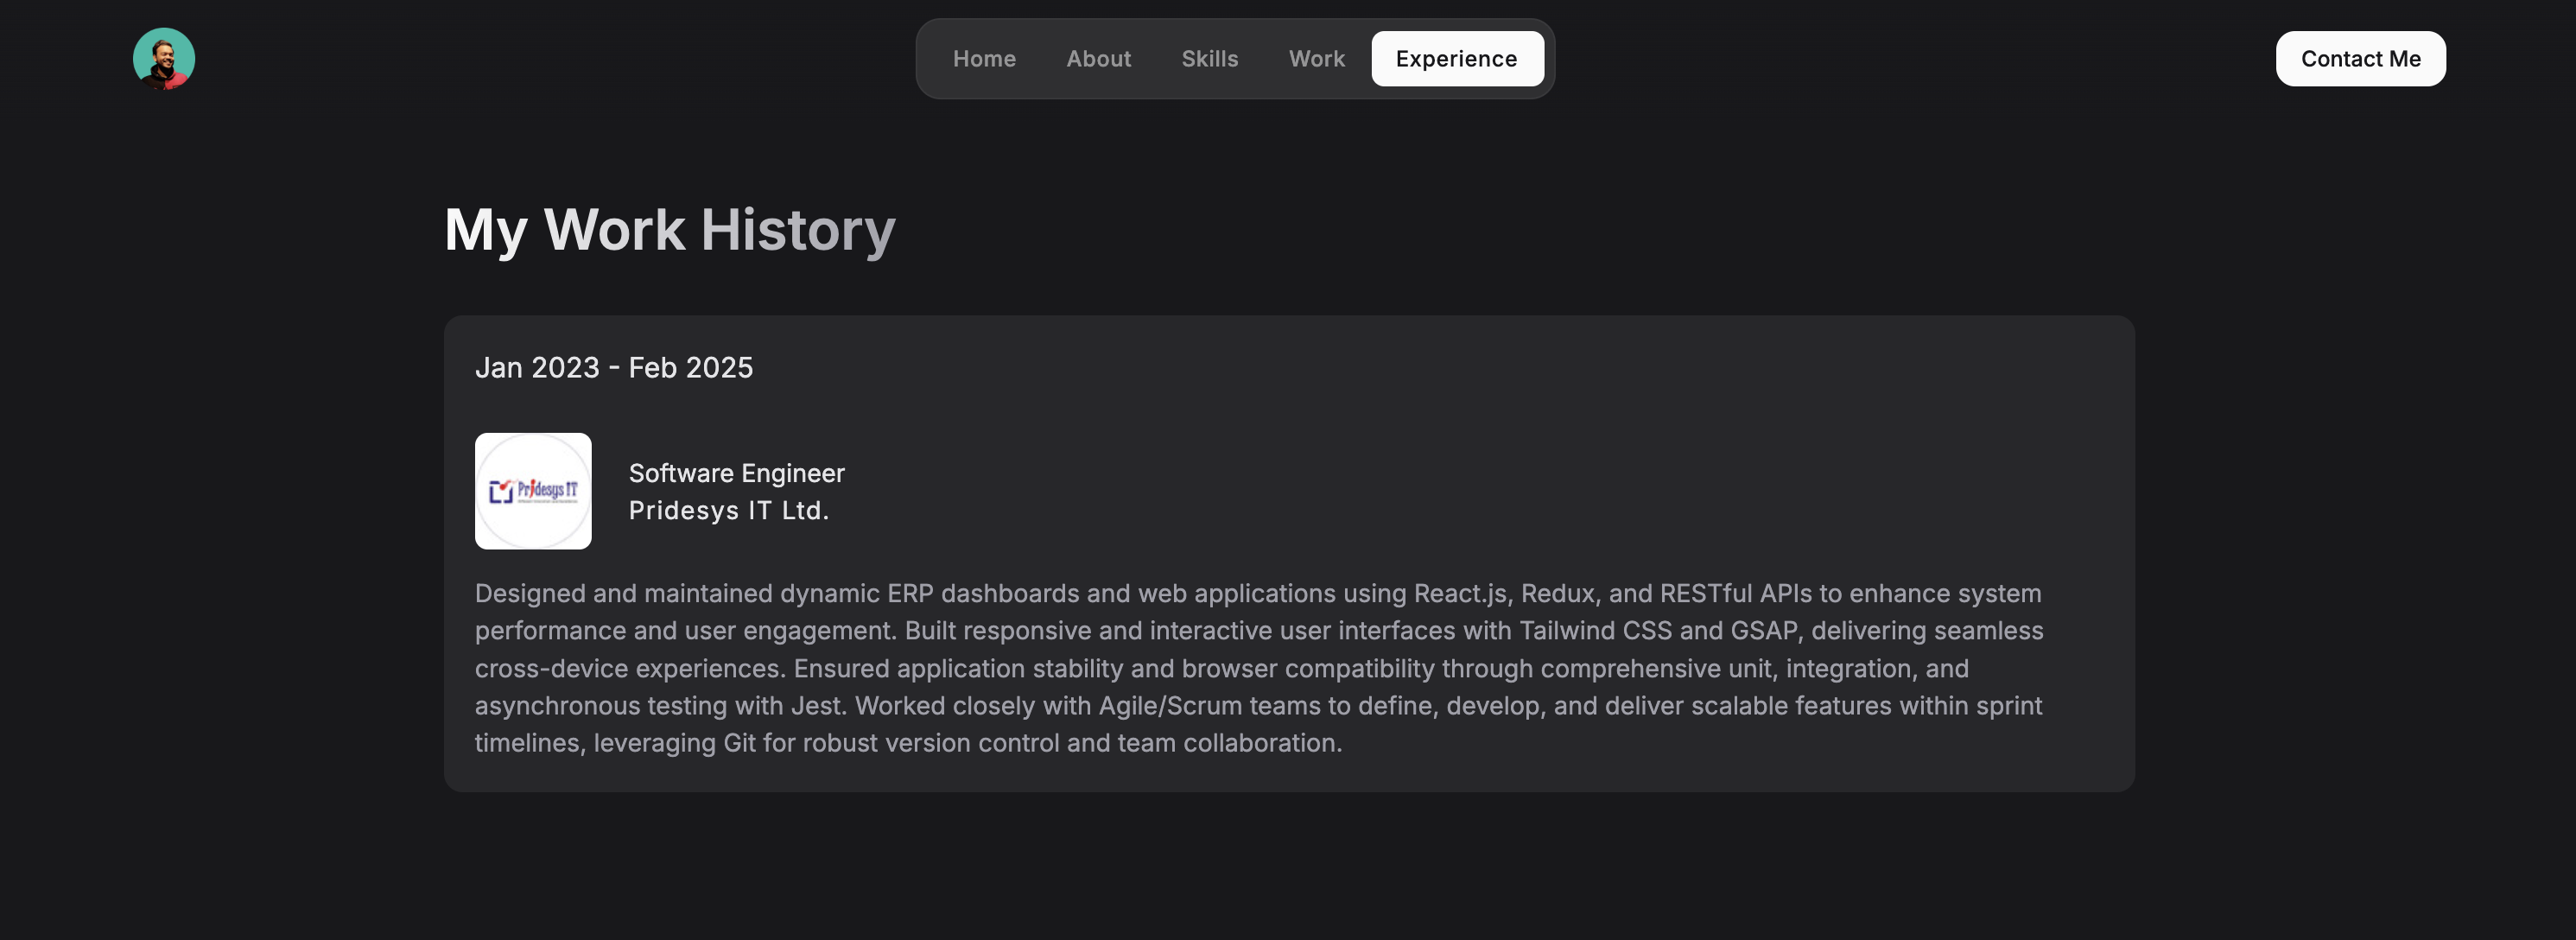 Home
About
Skills
Work
Experience
Contact Me
My Work History
Jan 2023 - Feb 2025
Pridesys IT
Software Engineer
Pridesys IT Ltd.
Designed and maintained dynamic ERP dashboards and web applications using React.js, Redux, and RESTful APIs to enhance system
performance and user engagement. Built responsive and interactive user interfaces with Tailwind CSS and GSAP, delivering seamless
cross-device experiences. Ensured application stability and browser compatibility through comprehensive unit, integration, and
asynchronous testing with Jest. Worked closely with Agile/Scrum teams to define, develop, and deliver scalable features within sprint
timelines, leveraging Git for robust version control and team collaboration.